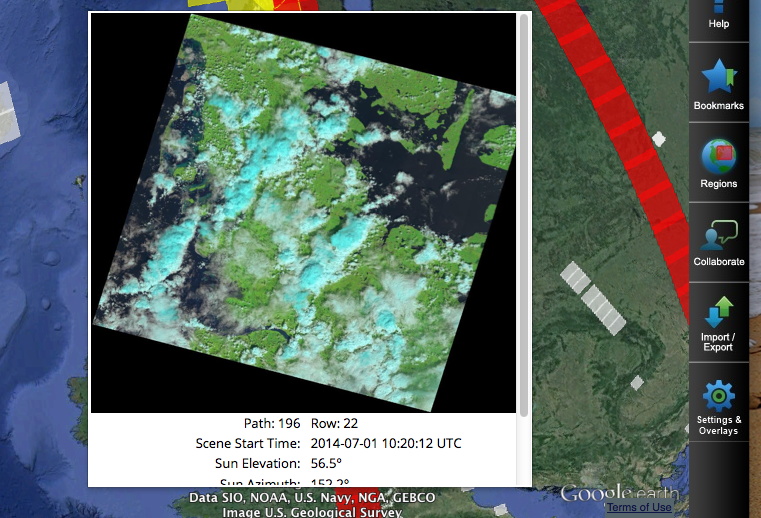 Help
Bookmarks
Regions
Collaborate
Import /
Export
Settings &
Overlays
Path: 196 Row: 22
Scene Start Time: 2014-07-01 10:20:12 UTC
Sun Elevation: 56.5°
Sun Azimuth: 152.2°
Data SIO, NOAA, U.S. Navy, NGA, GEBCO
Image U.S. Geological Survey
Google earth
Terms of Use